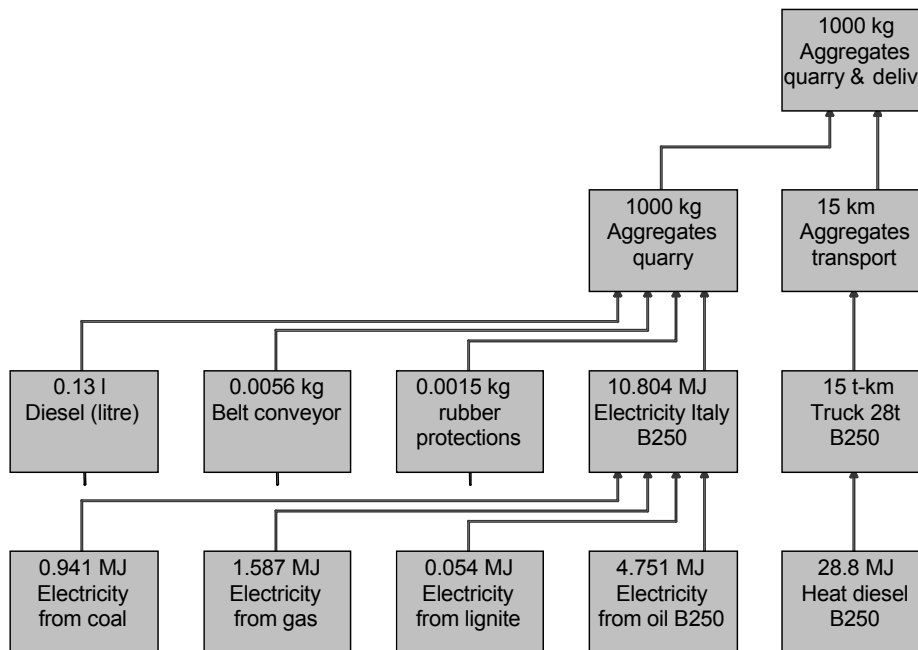 1000 kg
Aggregates
quarry & deliv
1000 kg
Aggregates
quarry
15 km
Aggregates
transport
0.13 l
Diesel (litre)
0.0056 kg
Belt conveyor
0.0015 kg
rubber
protections
10.804 MJ
Electricity Italy
B250
15 t-km
Truck 28t
B250
0.941 MJ
Electricity
from coal
1.587 MJ
Electricity
from gas
0.054 MJ
Electricity
from lignite
4.751 MJ
Electricity
from oil B250
28.8 MJ
Heat diesel
B250